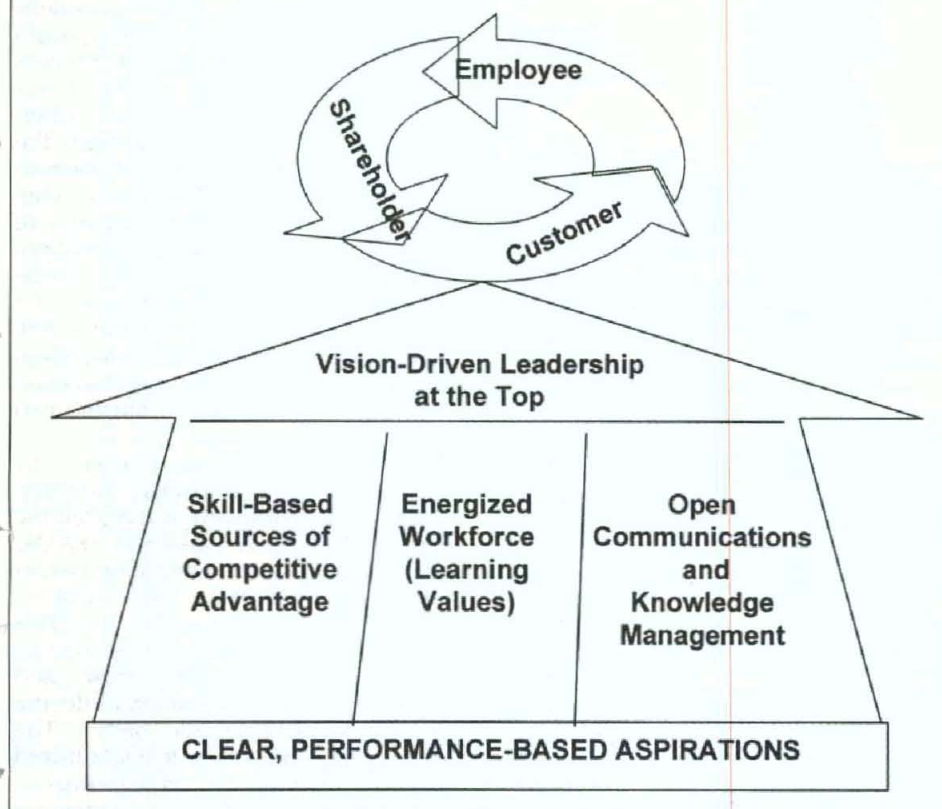 Employee
Shareholder
Customer
Vision-Driven Leadership
at the Top
Skill-Based
Sources of
Competitive
Advantage
Energized
Workforce
(Learning
Values)
Open
Communications
and
Knowledge
Management
CLEAR, PERFORMANCE-BASED ASPIRATIONS